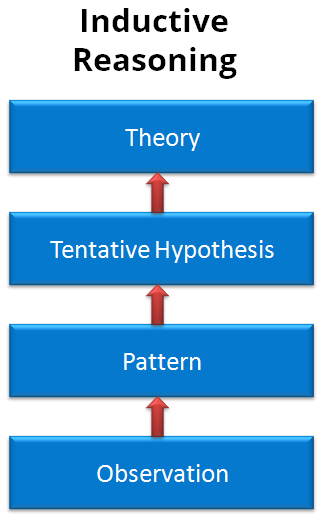 Inductive
Reasoning
Theory
Tentative Hypothesis
Pattern
Observation